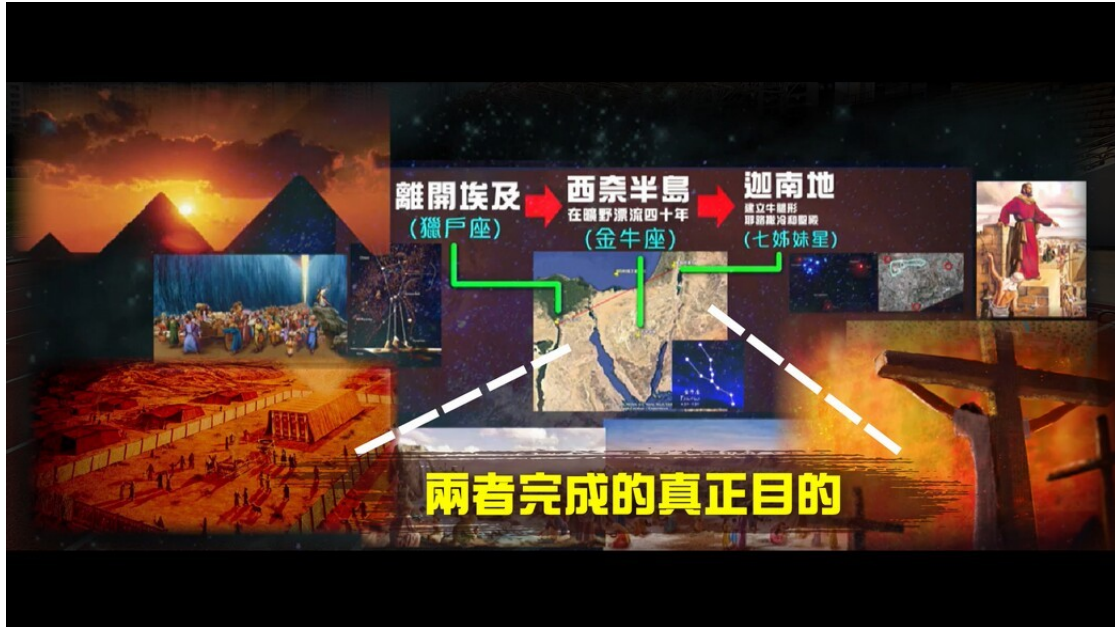 離開埃及
(獵戶座)
西奈半島
在曠野漂流四十年
(金牛座)
迦南地
建立牛腿形
耶路撒冷和聖殿
(七姊妹星)
兩者完成的真正目的